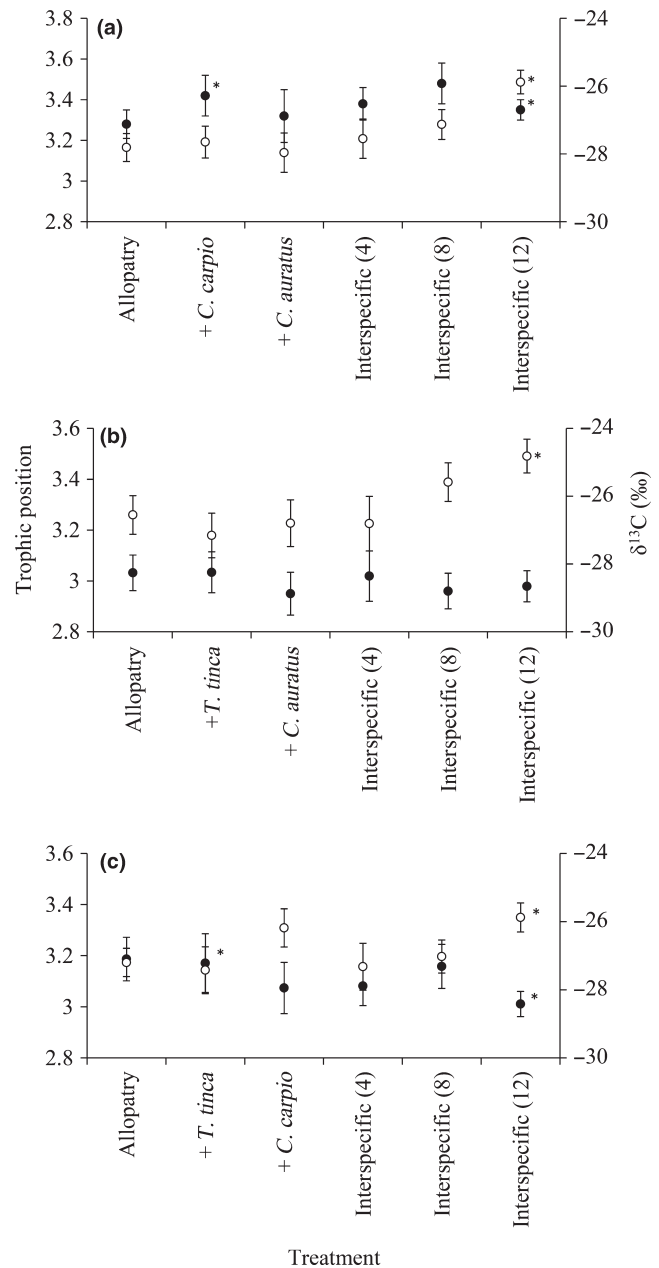 (a)
3.8
3.6
3.4
3.2
3
2.8
−24
−26
−28
−30
*
*
*
Allopatry
+ C. carpio
+ C. auratus
Interspecific (4)
Interspecific (8)
Interspecific (12)
Trophic position
δ13C (‰)
(b)
3.6
3.4
3.2
3
2.8
−24
−26
−28
−30
*
Allopatry
+ T. tinca
+ C. auratus
Interspecific (4)
Interspecific (8)
Interspecific (12)
(c)
3.6
3.4
3.2
3
2.8
−24
−26
−28
−30
*
*
*
Allopatry
+ T. tinca
+ C. carpio
Interspecific (4)
Interspecific (8)
Interspecific (12)
Treatment